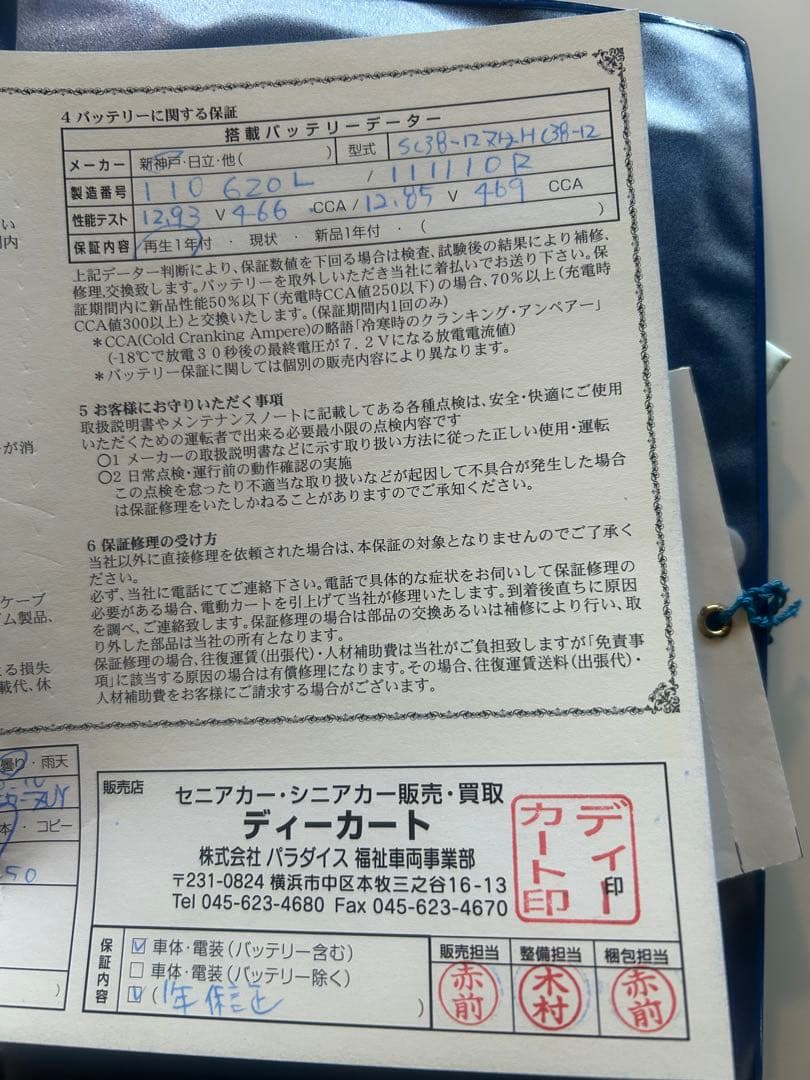 4 バッテリーに関する保証
搭載バッテリーデーター
メーカー 新神戸・日立・他( ) 型式 SC38-12 又は H C38-12
製造番号 110620L / 111110R
性能テスト 12.93 V 466 CCA / 12.85 V 469 CCA
保証内容 再生1年付 ・ 現状 ・ 新品1年付 ・ ( )
上記データー判断により、保証数値を下回る場合は検査、試験後の結果により補修、
修理、交換致します。バッテリーを取外しいただき当社に着払いでお送り下さい。保
証期間内に新品性能50%以下(充電時CCA値250以下)の場合、70%以上(充電時
CCA値300以上)と交換いたします。(保証期間内1回のみ)
*CCA(Cold Cranking Ampere)の略語「冷寒時のクランキング・アンペアー」
(-18℃で放電30秒後の最終電圧が7.2Vになる放電電流値)
*バッテリー保証に関しては個別の販売内容により異なります。
5 お客様にお守りいただく事項
取扱説明書やメンテナンスノートに記載してある各種点検は、安全・快適にご使用
いただくための運転者で出来る必要最小限の点検内容です
○1 メーカーの取扱説明書などに示す取り扱い方法に従った正しい使用・運転
○2 日常点検・運行前の動作確認の実施
この点検を怠ったり不適当な取り扱いなどが起因して不具合が発生した場合
は保証修理をいたしかねることがありますのでご承知ください。
6 保証修理の受け方
当社以外に直接修理を依頼された場合は、本保証の対象となりませんのでご了承く
ださい。
必ず、当社に電話にてご連絡下さい。電話で具体的な症状をお伺いして保証修理の
必要がある場合、電動カートを引上げて当社が修理いたします。到着後直ちに原因
を調べ、ご連絡致します。保証修理の場合は部品の交換あるいは補修により行い、取
り外した部品は当社の所有となります。
保証修理の場合、往復運賃(出張代)・人材補助費は当社がご負担致しますが「免責事
項」に該当する原因の場合は有償修理になります。その場合、往復運賃送料(出張代)・
人材補助費をお客様にご請求する場合がございます。
い
内
が消
ケーブ
ム製品、
る損失
載代、休
曇り・雨天
本・コピー
50
)
販売店
セニアカー・シニアカー販売・買取
ディーカート
株式会社 パラダイス 福祉車両事業部
〒231-0824 横浜市中区本牧三之谷16-13
Tel 045-623-4680 Fax 045-623-4670
ディー
カート印
印
保証内容
☑ 車体・電装(バッテリー含む)
☐ 車体・電装(バッテリー除く)
☑ (1年保証 )
販売担当 整備担当 梱包担当
赤前 木村 赤前